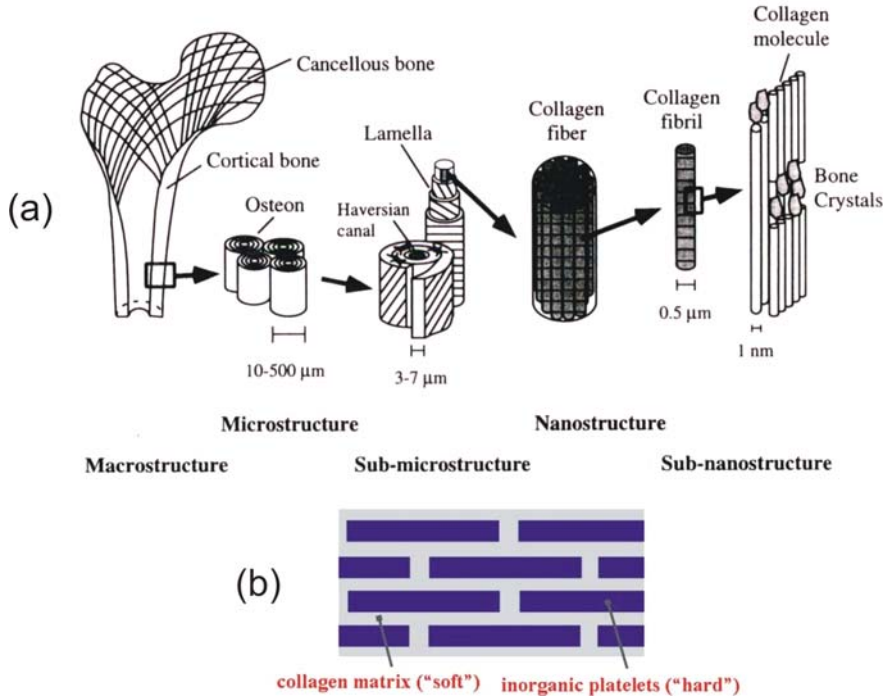 (a)
Cancellous bone
Cortical bone
Osteon
10-500 µm
Lamella
Haversian
canal
3-7 µm
Collagen
fiber
Collagen
fibril
0.5 µm
Collagen
molecule
Bone
Crystals
1 nm
Microstructure
Nanostructure
Macrostructure
Sub-microstructure
Sub-nanostructure
(b)
collagen matrix (“soft”)
inorganic platelets (“hard”)